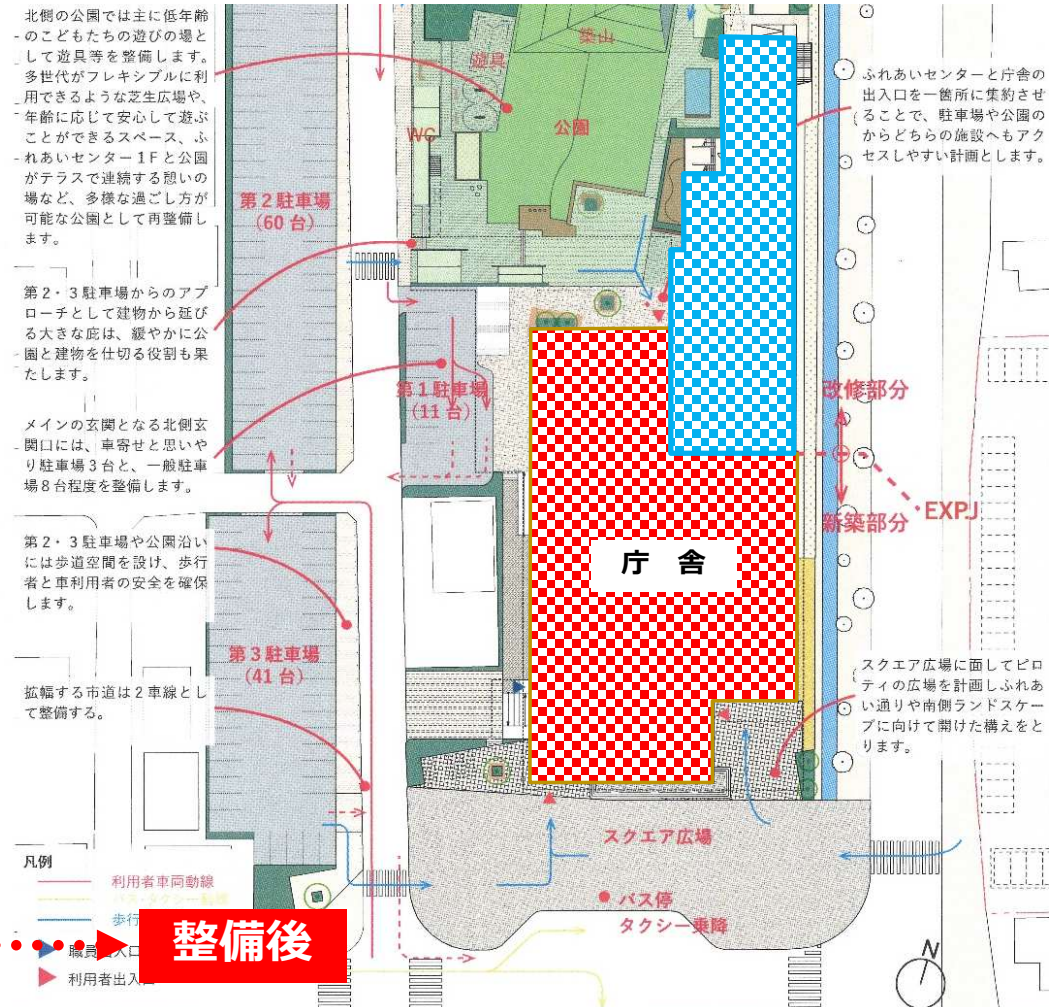 北側の公園では主に低年齢
のこどもたちの遊びの場と
して遊具等を整備します。
多世代がフレキシブルに利
用できるような芝生広場や、
年齢に応じて安心して遊ぶ
ことができるスペース、ふ
れあいセンター1Fと公園
がテラスで連続する憩いの
場など、多様な過ごし方が
可能な公園として再整備し
ます。
第2・3駐車場からのアプ
ローチとして建物から延び
る大きな庇は、緩やかに公
園と建物を仕切る役割も果
たします。
メインの玄関となる北側玄
関口には、車寄せと思いや
り駐車場3台と、一般駐車
場8台程度を整備します。
第2・3駐車場や公園沿い
には歩道空間を設け、歩行
者と車利用者の安全を確保
します。
拡幅する市道は2車線とし
て整備する。
築山
遊具
WC
公園
第2駐車場
(60台)
第1駐車場
(11台)
第3駐車場
(41台)
庁 舎
ふれあいセンターと庁舎の
出入口を一箇所に集約させ
ることで、駐車場や公園の
からどちらの施設へもアク
セスしやすい計画とします。
改修部分
新築部分
EXPJ
スクエア広場に面してピロ
ティの広場を計画しふれあ
い通りや南側ランドスケー
プに向けて開けた構えをと
ります。
スクエア広場
バス停
タクシー乗降
凡例
利用者車両動線
歩行
職員
入口
利用者出入
整備後
N